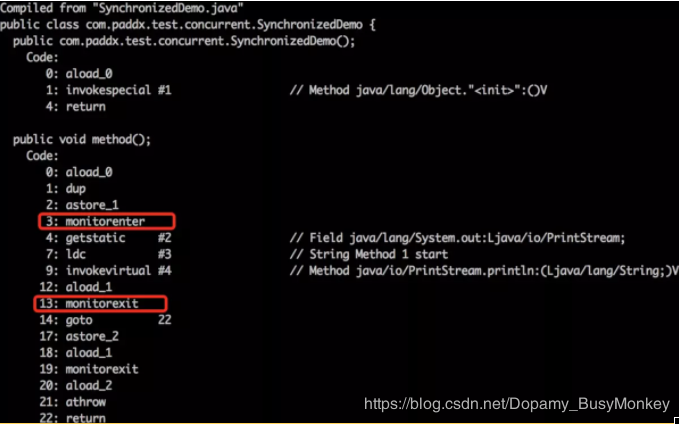 Compiled from "SynchronizedDemo.java"
public class com.paddx.test.concurrent.SynchronizedDemo {
  public com.paddx.test.concurrent.SynchronizedDemo();
    Code:
       0: aload_0
       1: invokespecial #1                  // Method java/lang/Object."<init>":()V
       4: return

  public void method();
    Code:
       0: aload_0
       1: dup
       2: astore_1
       3: monitorenter
       4: getstatic     #2                  // Field java/lang/System.out:Ljava/io/PrintStream;
       7: ldc           #3                  // String Method 1 start
       9: invokevirtual #4                  // Method java/io/PrintStream.println:(Ljava/lang/String;)V
      12: aload_1
      13: monitorexit
      14: goto          22
      17: astore_2
      18: aload_1
      19: monitorexit
      20: aload_2
      21: athrow
      22: return
https://blog.csdn.net/Dopamy_BusyMonkey